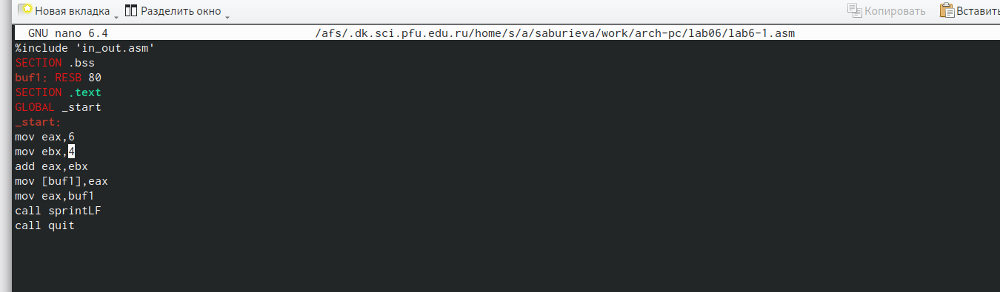 Новая вкладка Разделить окно Копировать Вставить
GNU nano 6.4 /afs/.dk.sci.pfu.edu.ru/home/s/a/saburieva/work/arch-pc/lab06/lab6-1.asm
%include 'in_out.asm'
SECTION .bss
buf1: RESB 80
SECTION .text
GLOBAL _start
_start:
mov eax,6
mov ebx,4
add eax,ebx
mov [buf1],eax
mov eax,buf1
call sprintLF
call quit